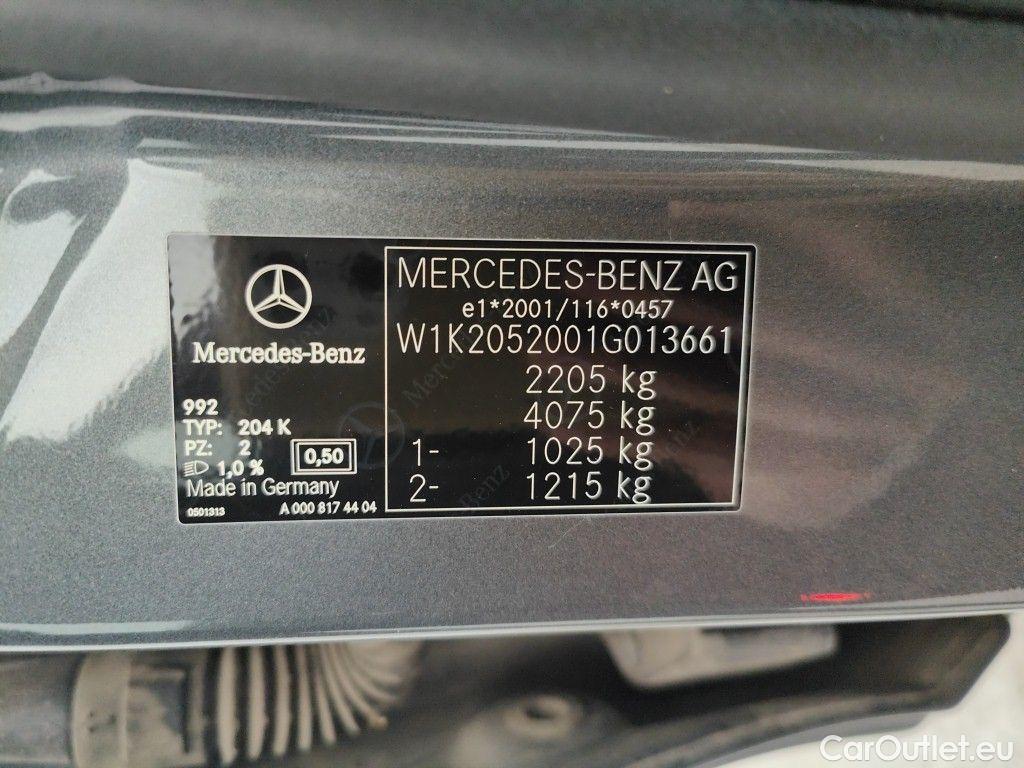 MERCEDES-BENZ AG
e1*2001/116*0457
W1K2052001G013661
2205 kg
4075 kg
1- 1025 kg
2- 1215 kg
Mercedes-Benz
992
TYP: 204 K
PZ: 2
1,0 %
0,50
Made in Germany
0501313 A 000 817 44 04
CarOutlet.eu